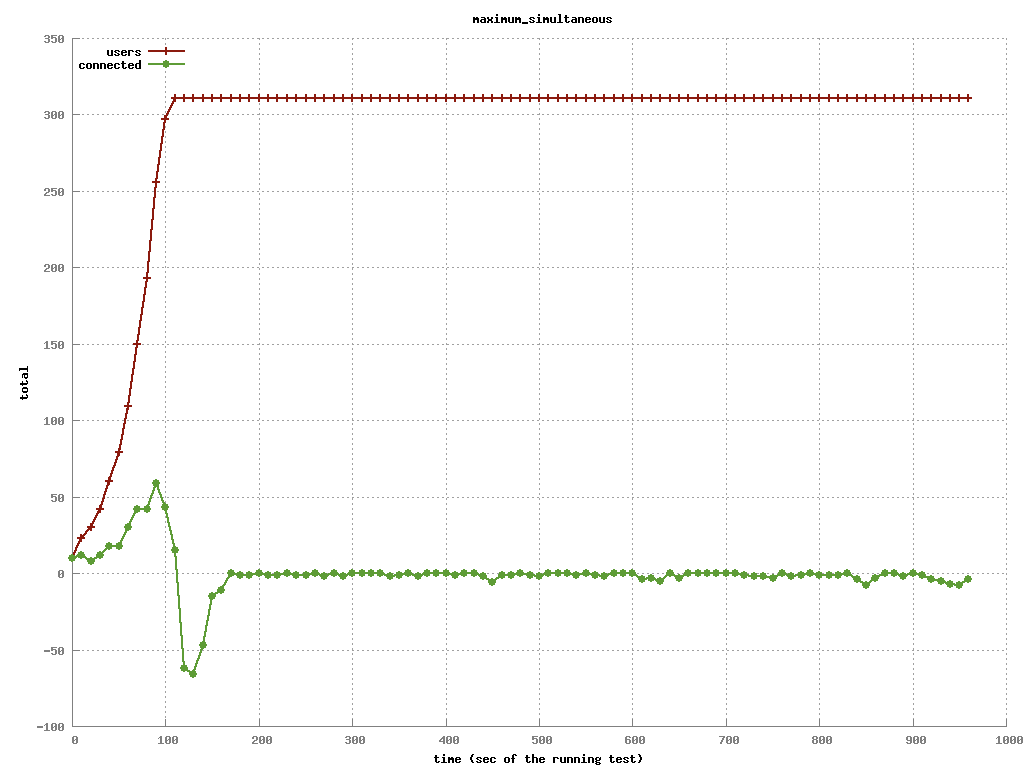 maximum_simultaneous
350
users
connected
300
250
200
150
100
50
0
-50
-100
total
0 100 200 300 400 500 600 700 800 900 1000
time (sec of the running test)